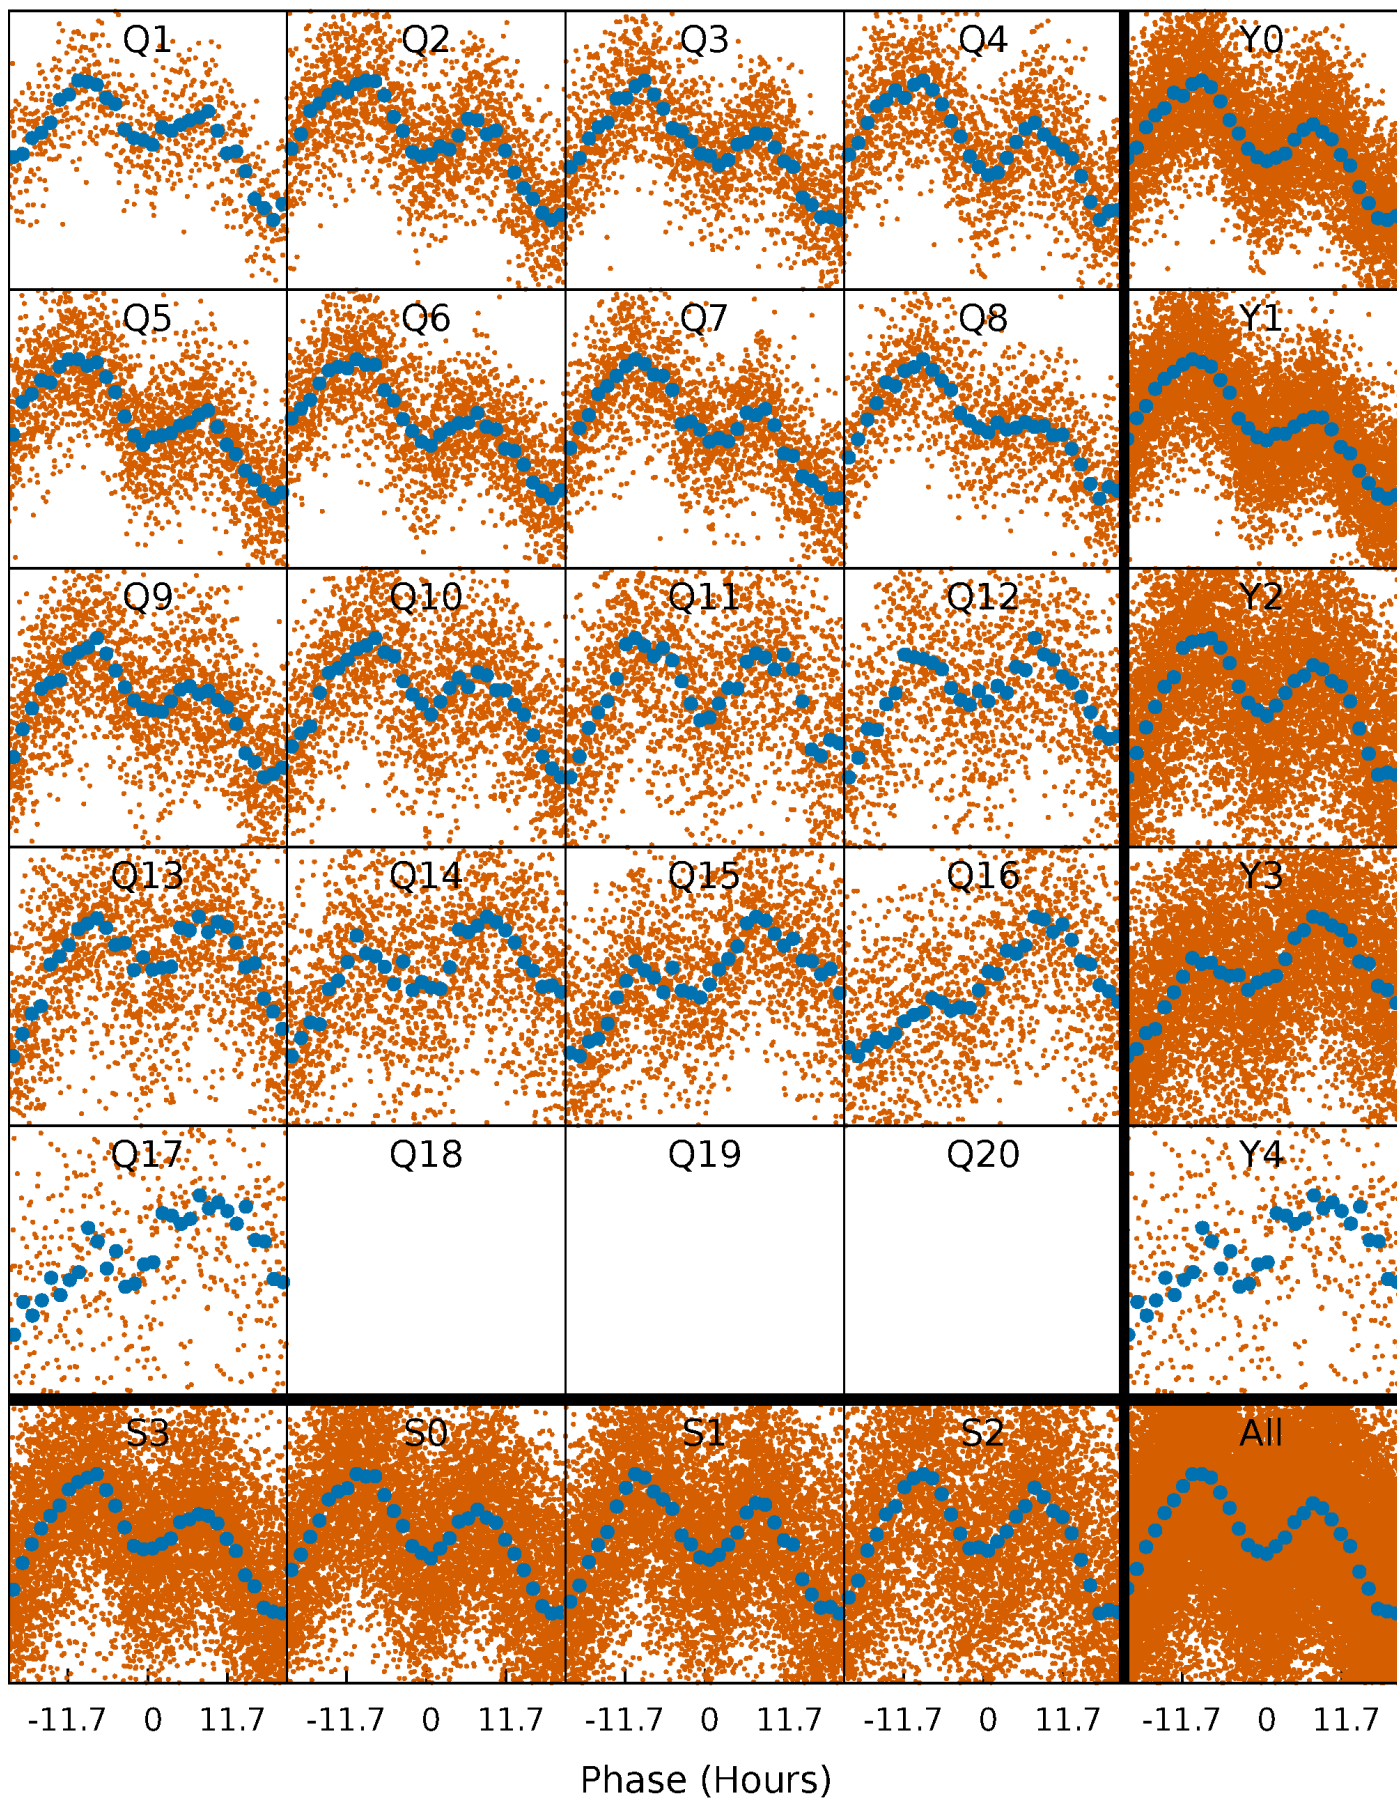 Q1 Q2 Q3 Q4 Y0
Q5 Q6 Q7 Q8 Y1
Q9 Q10 Q11 Q12 Y2
Q13 Q14 Q15 Q16 Y3
Q17 Q18 Q19 Q20 Y4
S3 S0 S1 S2 All
-11.7 0 11.7 -11.7 0 11.7 -11.7 0 11.7 -11.7 0 11.7 -11.7 0 11.7
Phase (Hours)